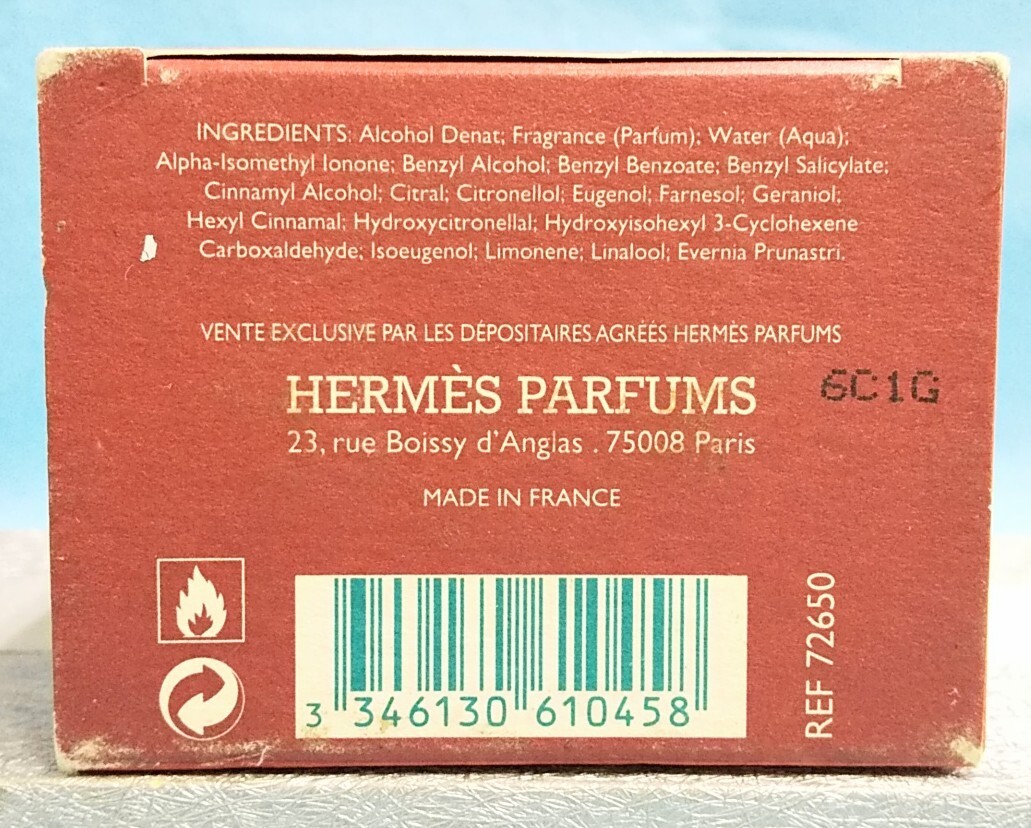 INGREDIENTS: Alcohol Denat; Fragrance (Parfum); Water (Aqua);
Alpha-Isomethyl Ionone; Benzyl Alcohol; Benzyl Benzoate; Benzyl Salicylate;
Cinnamyl Alcohol; Citral; Citronellol; Eugenol; Farnesol; Geraniol;
Hexyl Cinnamal; Hydroxycitronellal; Hydroxyisohexyl 3-Cyclohexene
Carboxaldehyde; Isoeugenol; Limonene; Linalool; Evernia Prunastri.
VENTE EXCLUSIVE PAR LES DÉPOSITAIRES AGRÉÉS HERMÈS PARFUMS
HERMÈS PARFUMS
6C1G
23, rue Boissy d'Anglas . 75008 Paris
MADE IN FRANCE
3 346130 610458
REF 72650